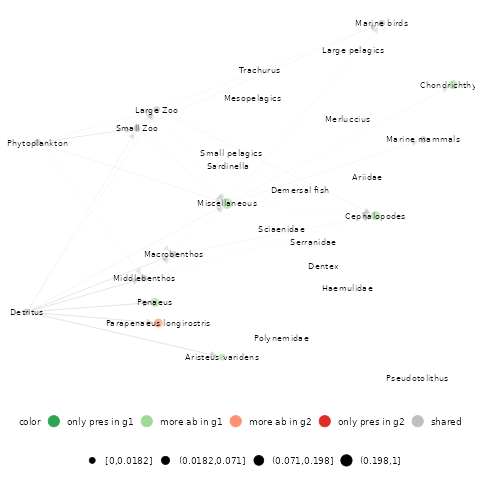 Marine birds
Large pelagics
Trachurus
Chondrichthy
Mesopelagics
Large Zoo
Merluccius
Small Zoo
Marine mammals
Phytoplankton
Small pelagics
Sardinella
Ariidae
Demersal fish
Miscellaneous
Cephalopodes
Sciaenidae
Serranidae
Macrobenthos
Dentex
Middlebenthos
Haemulidae
Penaeus
Detritus
Parapenaeus longirostris
Polynemidae
Aristeus varidens
Pseudotolithus
color only pres in g1 more ab in g1 more ab in g2 only pres in g2 shared
[0,0.0182] (0.0182,0.071] (0.071,0.198] (0.198,1]